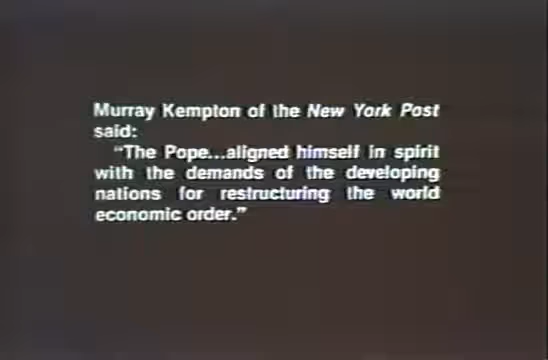 Murray Kempton of the New York Post
said:
"The Pope...aligned himself in spirit
with the demands of the developing
nations for restructuring the world
economic order."